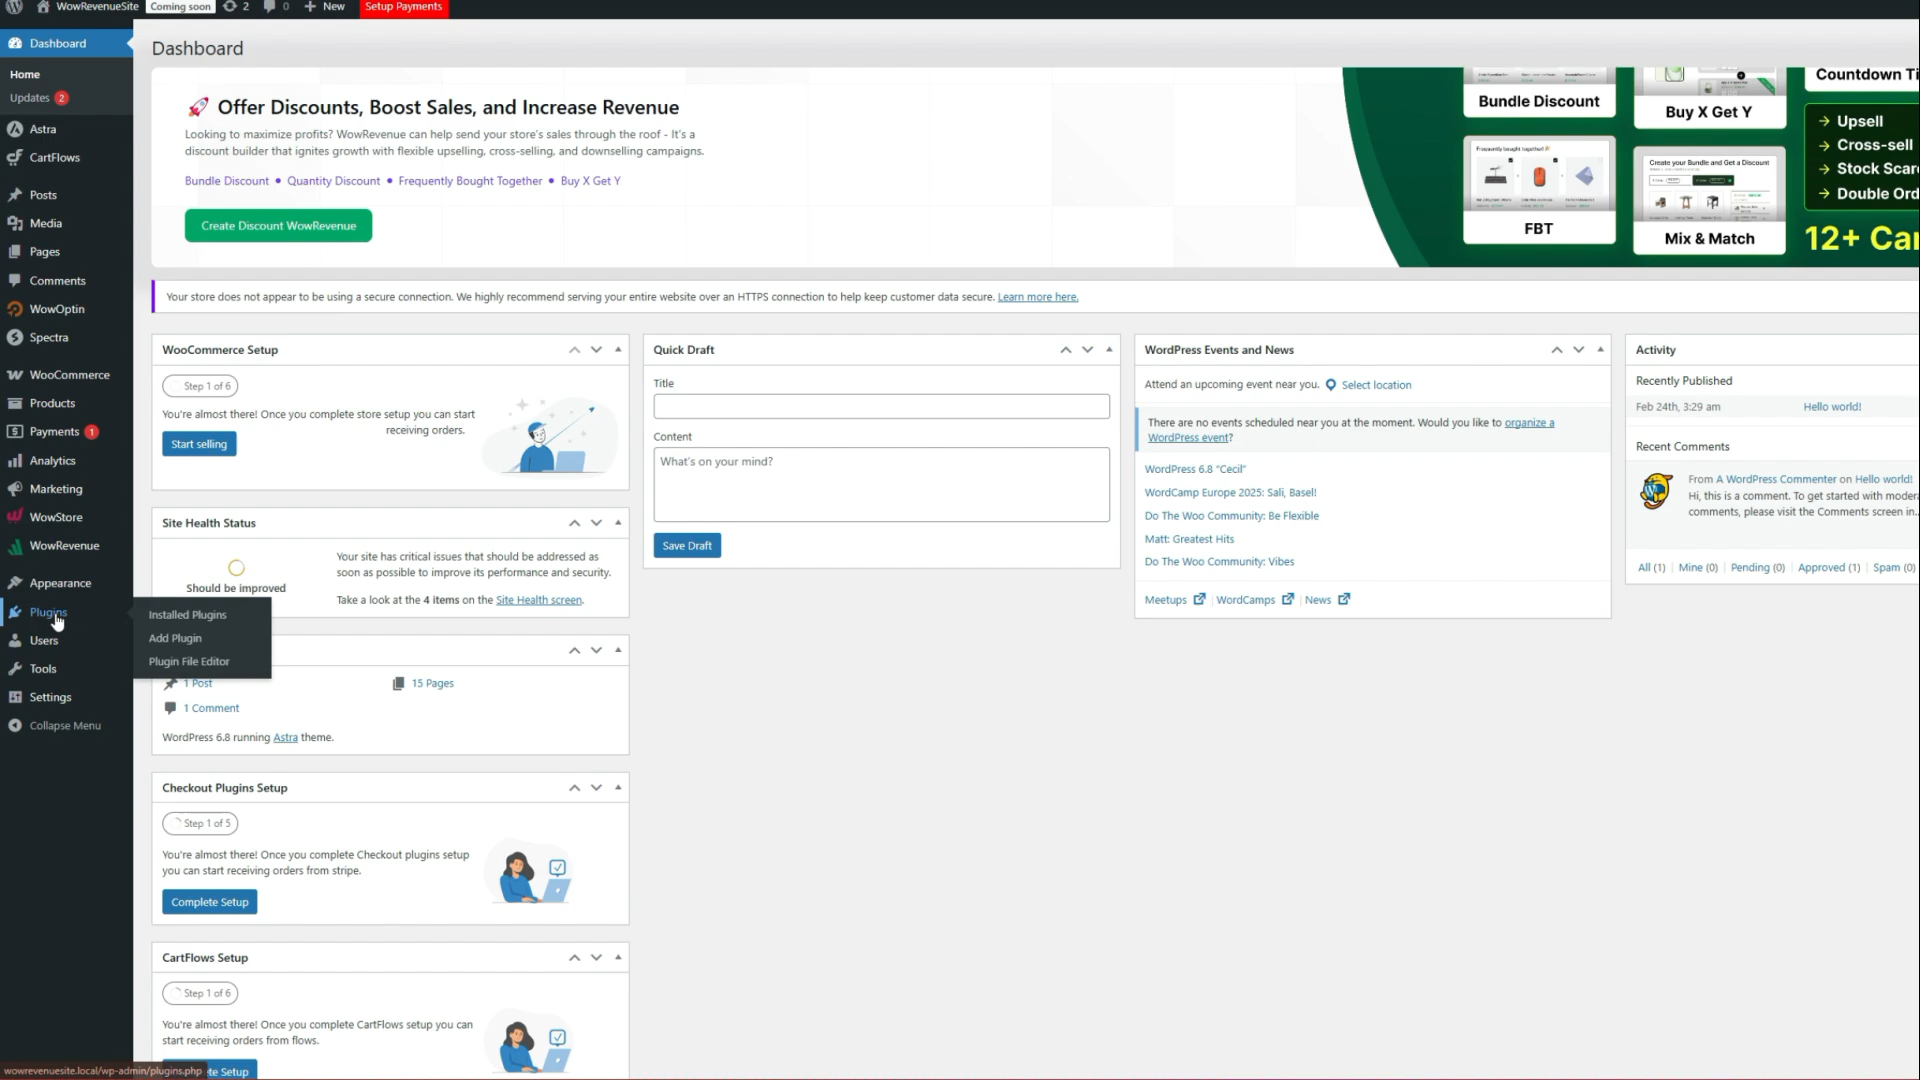 WowRevenueSite
Coming soon
2
0
New
Setup Payments
Dashboard
Home
Updates 2
Astra
CartFlows
Posts
Media
Pages
Comments
WowOptin
Spectra
WooCommerce
Products
Payments 1
Analytics
Marketing
WowStore
WowRevenue
Appearance
Plugins
Users
Tools
Settings
Collapse Menu
Installed Plugins
Add Plugin
Plugin File Editor
Dashboard
🚀 Offer Discounts, Boost Sales, and Increase Revenue
Looking to maximize profits? WowRevenue can help send your store's sales through the roof - It's a
discount builder that ignites growth with flexible upselling, cross-selling, and downselling campaigns.
Bundle Discount • Quantity Discount • Frequently Bought Together • Buy X Get Y
Create Discount WowRevenue
Bundle Discount
Buy X Get Y
Frequently bought together!
FBT
Create your Bundle and Get a Discount
Mix & Match
Countdown Ti
→ Upsell
→ Cross-sell
→ Stock Scarc
→ Double Ord
12+ Car
Your store does not appear to be using a secure connection. We highly recommend serving your entire website over an HTTPS connection to help keep customer data secure. Learn more here.
WooCommerce Setup
Step 1 of 6
You're almost there! Once you complete store setup you can start
receiving orders.
Start selling
Site Health Status
Should be improved
Your site has critical issues that should be addressed as
soon as possible to improve its performance and security.
Take a look at the 4 items on the Site Health screen.
1 Post
15 Pages
1 Comment
WordPress 6.8 running Astra theme.
Checkout Plugins Setup
Step 1 of 5
You're almost there! Once you complete Checkout plugins setup
you can start receiving orders from stripe.
Complete Setup
CartFlows Setup
Step 1 of 6
You're almost there! Once you complete CartFlows setup you can
start receiving orders from flows.
te Setup
Quick Draft
Title
Content
What's on your mind?
Save Draft
WordPress Events and News
Attend an upcoming event near you. Select location
There are no events scheduled near you at the moment. Would you like to organize a
WordPress event?
WordPress 6.8 "Cecil"
WordCamp Europe 2025: Sali, Basel!
Do The Woo Community: Be Flexible
Matt: Greatest Hits
Do The Woo Community: Vibes
Meetups | WordCamps | News
Activity
Recently Published
Feb 24th, 3:29 am Hello world!
Recent Comments
From A WordPress Commenter on Hello world!
Hi, this is a comment. To get started with modera
comments, please visit the Comments screen in...
All (1) | Mine (0) | Pending (0) | Approved (1) | Spam (0)
wowrevenuesite.local/wp-admin/plugins.php